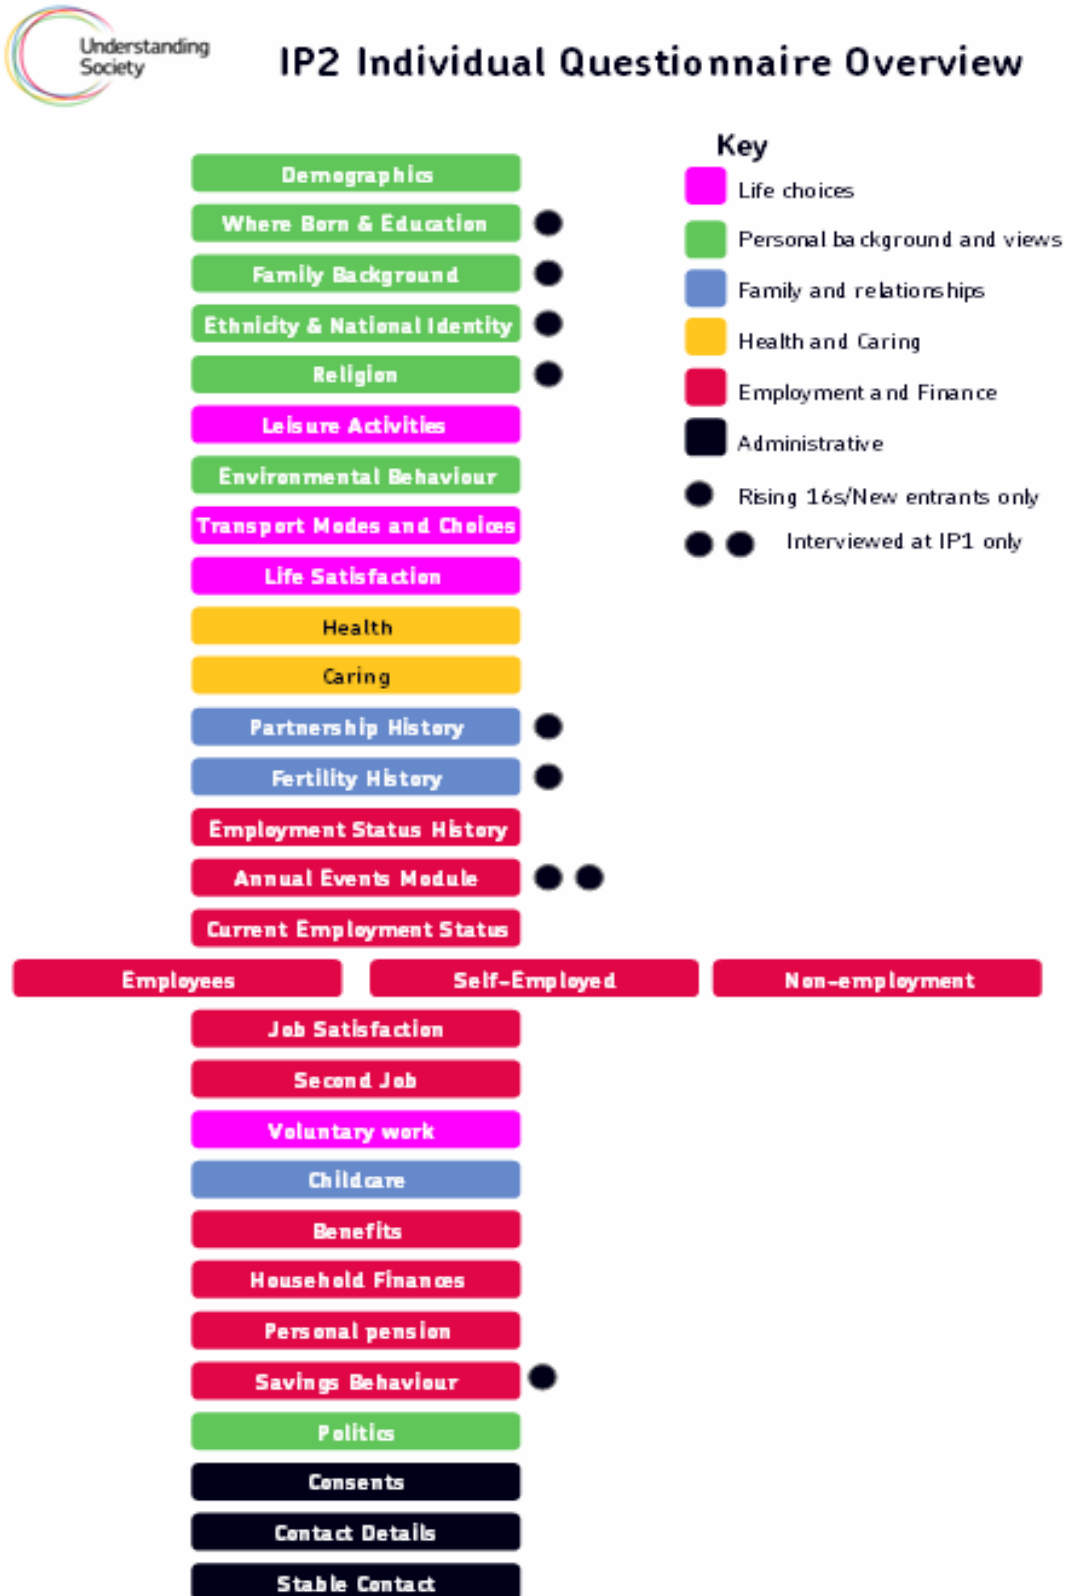 Understanding
Society
IP2 Individual Questionnaire Overview
Key
Life choices
Personal background and views
Family and relationships
Health and Caring
Employment and Finance
Administrative
Rising 16s/New entrants only
Interviewed at IP1 only
Demographics
Where Born & Education
Family Background
Ethnicity & National Identity
Religion
Leisure Activities
Environmental Behaviour
Transport Modes and Choices
Life Satisfaction
Health
Caring
Partnership History
Fertility History
Employment Status History
Annual Events Module
Current Employment Status
Employees Self-Employed Non-employment
Job Satisfaction
Second Job
Voluntary work
Childcare
Benefits
Household Finances
Personal pension
Savings Behaviour
Politics
Consents
Contact Details
Stable Contact